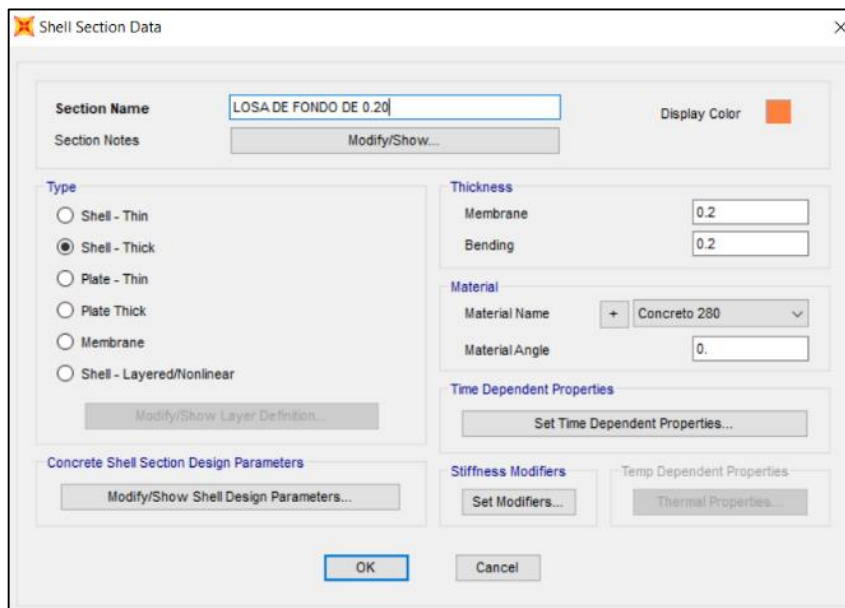 Shell Section Data
Section Name
LOSA DE FONDO DE 0.20
Display Color
Section Notes
Modify/Show...
Type
Shell - Thin
Shell - Thick
Plate - Thin
Plate Thick
Membrane
Shell - Layered/Nonlinear
Modify/Show Layer Definition...
Concrete Shell Section Design Parameters
Modify/Show Shell Design Parameters...
Thickness
Membrane 0.2
Bending 0.2
Material
Material Name + Concreto 280
Material Angle 0.
Time Dependent Properties
Set Time Dependent Properties...
Stiffness Modifiers
Set Modifiers...
Temp Dependent Properties
Thermal Properties...
OK
Cancel